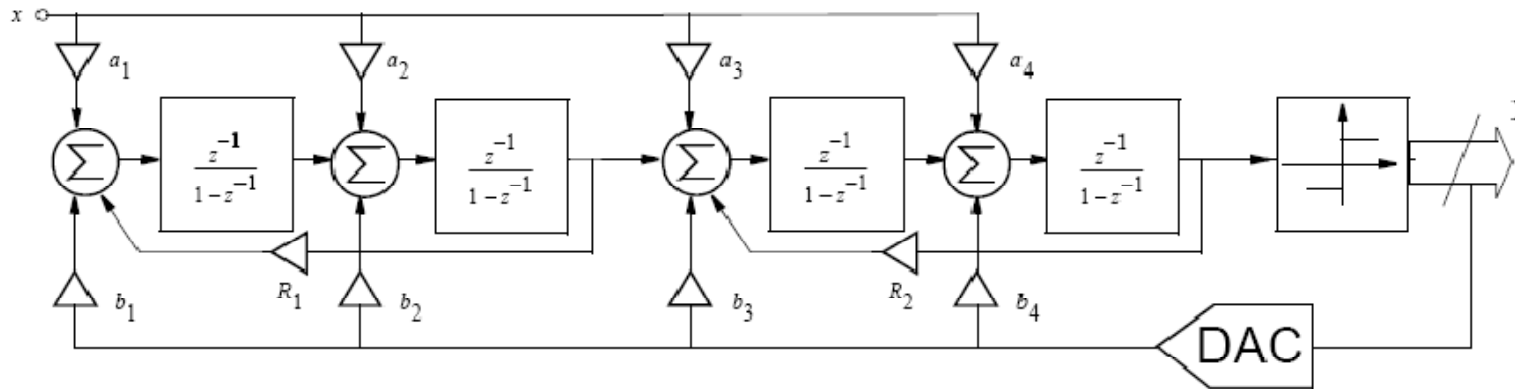 x
a1 a2 a3 a4
Σ z^-1 Σ z^-1 Σ z^-1 Σ z^-1
1 - z^-1 1 - z^-1 1 - z^-1 1 - z^-1
b1 R1 b2 b3 R2 b4
DAC